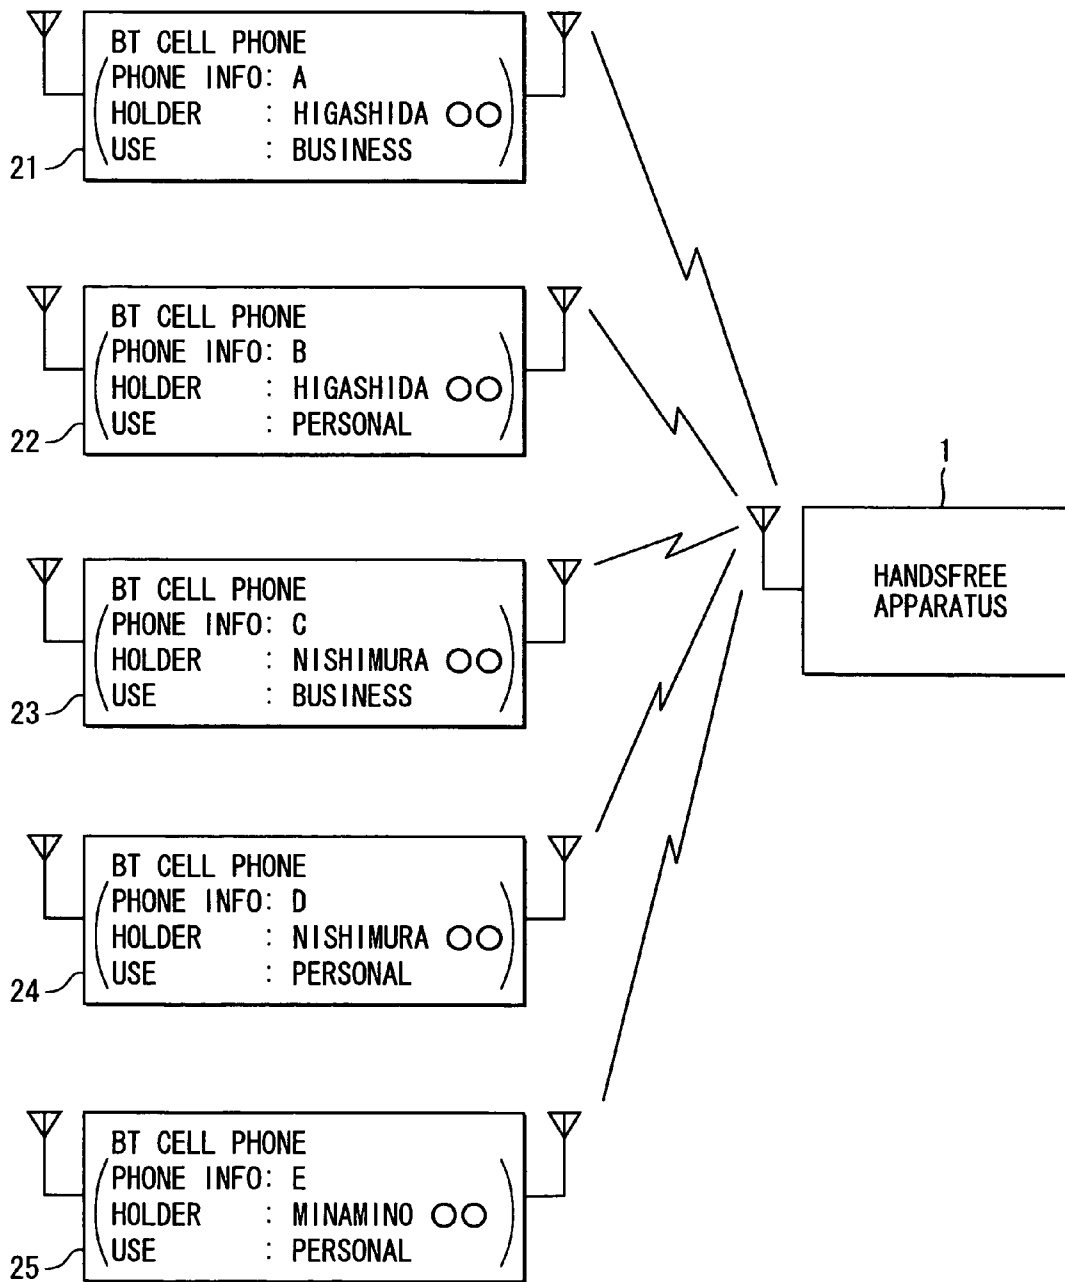 BT CELL PHONE
PHONE INFO: A
HOLDER : HIGASHIDA ○○
USE : BUSINESS
21
BT CELL PHONE
PHONE INFO: B
HOLDER : HIGASHIDA ○○
USE : PERSONAL
22
1
HANDSFREE
APPARATUS
BT CELL PHONE
PHONE INFO: C
HOLDER : NISHIMURA ○○
USE : BUSINESS
23
BT CELL PHONE
PHONE INFO: D
HOLDER : NISHIMURA ○○
USE : PERSONAL
24
BT CELL PHONE
PHONE INFO: E
HOLDER : MINAMINO ○○
USE : PERSONAL
25